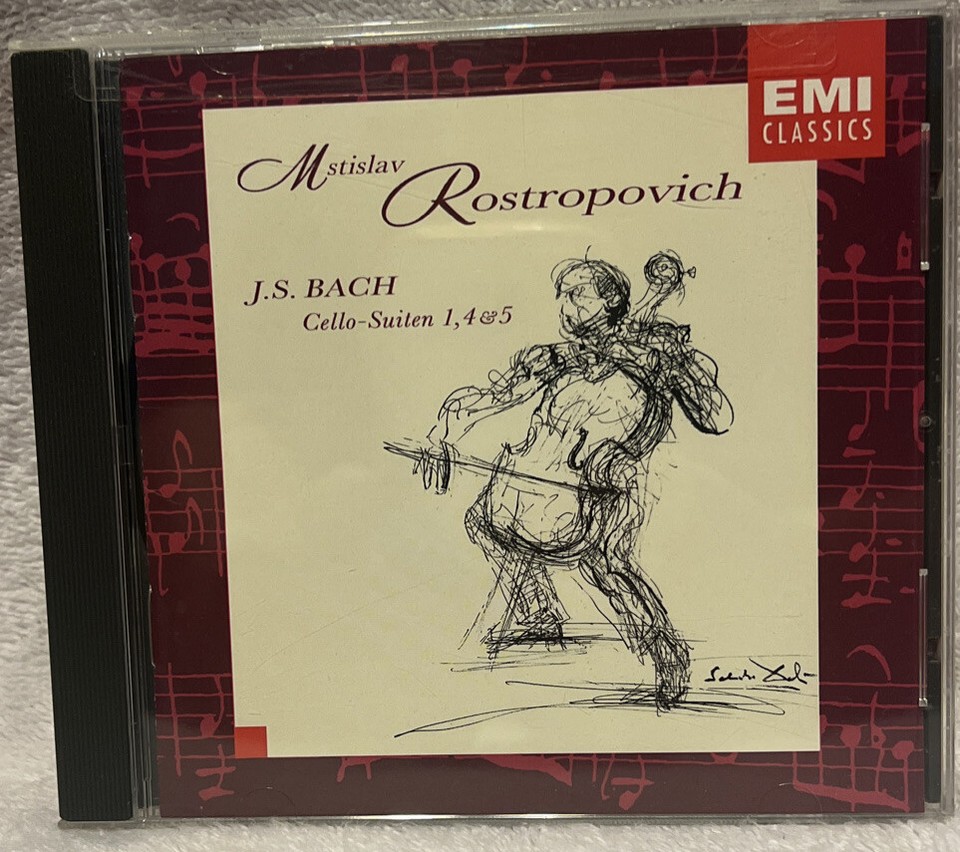 EMI
CLASSICS
Mstislav
Rostropovich
J.S. BACH
Cello-Suiten 1,4&5